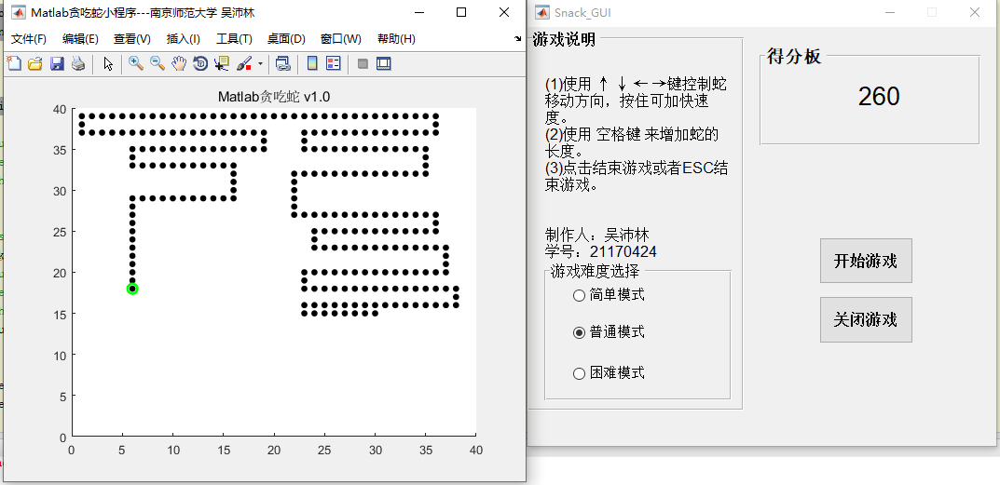 Matlab贪吃蛇小程序---南京师范大学 吴沛林
文件(F) 编辑(E) 查看(V) 插入(I) 工具(T) 桌面(D) 窗口(W) 帮助(H)
Matlab贪吃蛇 v1.0
40
35
30
25
20
15
10
5
0
0 5 10 15 20 25 30 35 40
Snack_GUI
游戏说明
(1)使用 ↑ ↓ ← →键控制蛇
移动方向，按住可加快速
度。
(2)使用 空格键 来增加蛇的
长度。
(3)点击结束游戏或者ESC结
束游戏。
制作人：吴沛林
学号：21170424
游戏难度选择
简单模式
普通模式
困难模式
得分板
260
开始游戏
关闭游戏